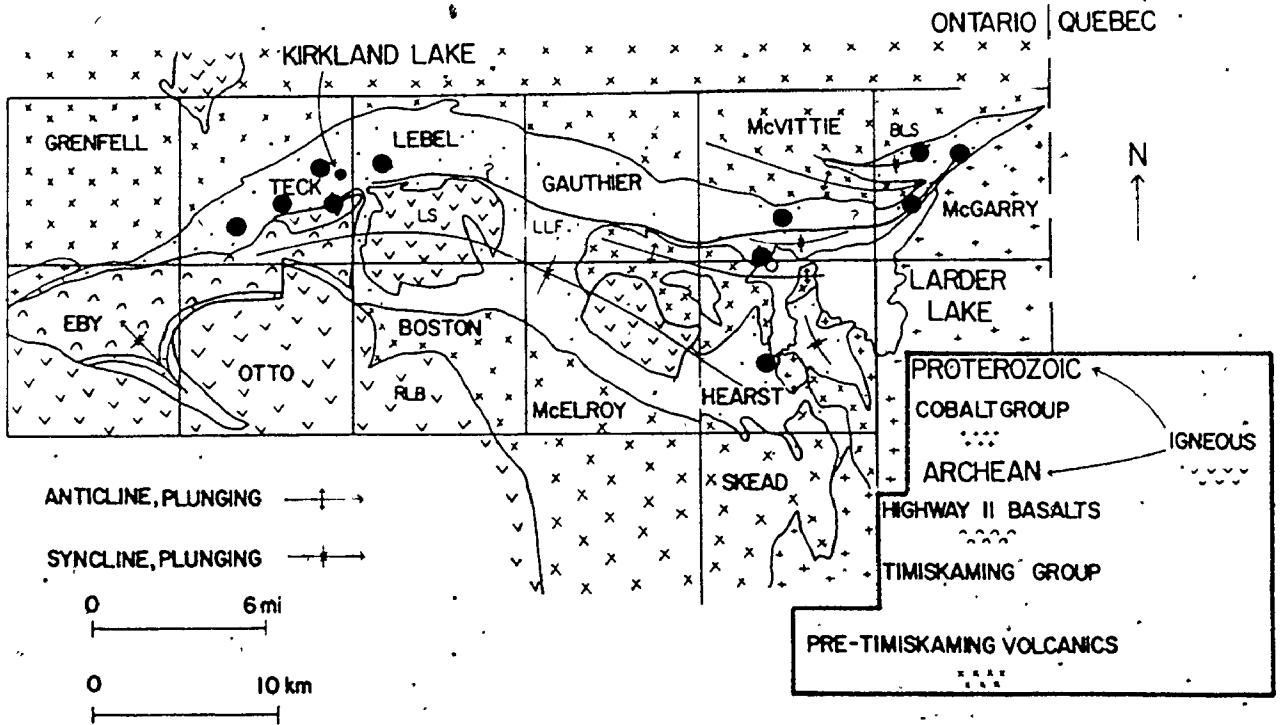 ONTARIO | QUEBEC
KIRKLAND LAKE
GRENFELL
LEBEL
McVITTIE
BLS
N
TECK
GAUTHIER
?
LS
LLF
?
McGARRY
LARDER
LAKE
EBY
BOSTON
OTTO
RLB
McELROY
HEARST
SKEAD
PROTEROZOIC
COBALT GROUP
IGNEOUS
ARCHEAN
HIGHWAY II BASALTS
TIMISKAMING GROUP
PRE-TIMISKAMING VOLCANICS
ANTICLINE, PLUNGING
SYNCLINE, PLUNGING
0 6 mi
0 10 km